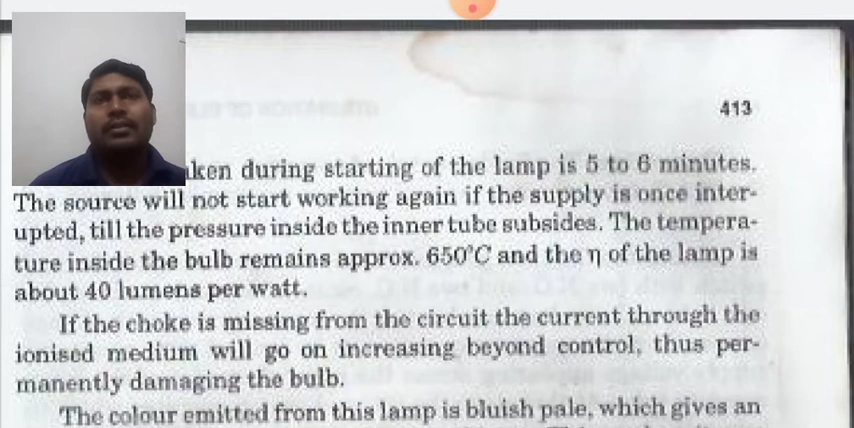 413
ken during starting of the lamp is 5 to 6 minutes.
The source will not start working again if the supply is once inter-
upted, till the pressure inside the inner tube subsides. The tempera-
ture inside the bulb remains approx. 650°C and the η of the lamp is
about 40 lumens per watt.
If the choke is missing from the circuit the current through the
ionised medium will go on increasing beyond control, thus per-
manently damaging the bulb.
The colour emitted from this lamp is bluish pale, which gives an